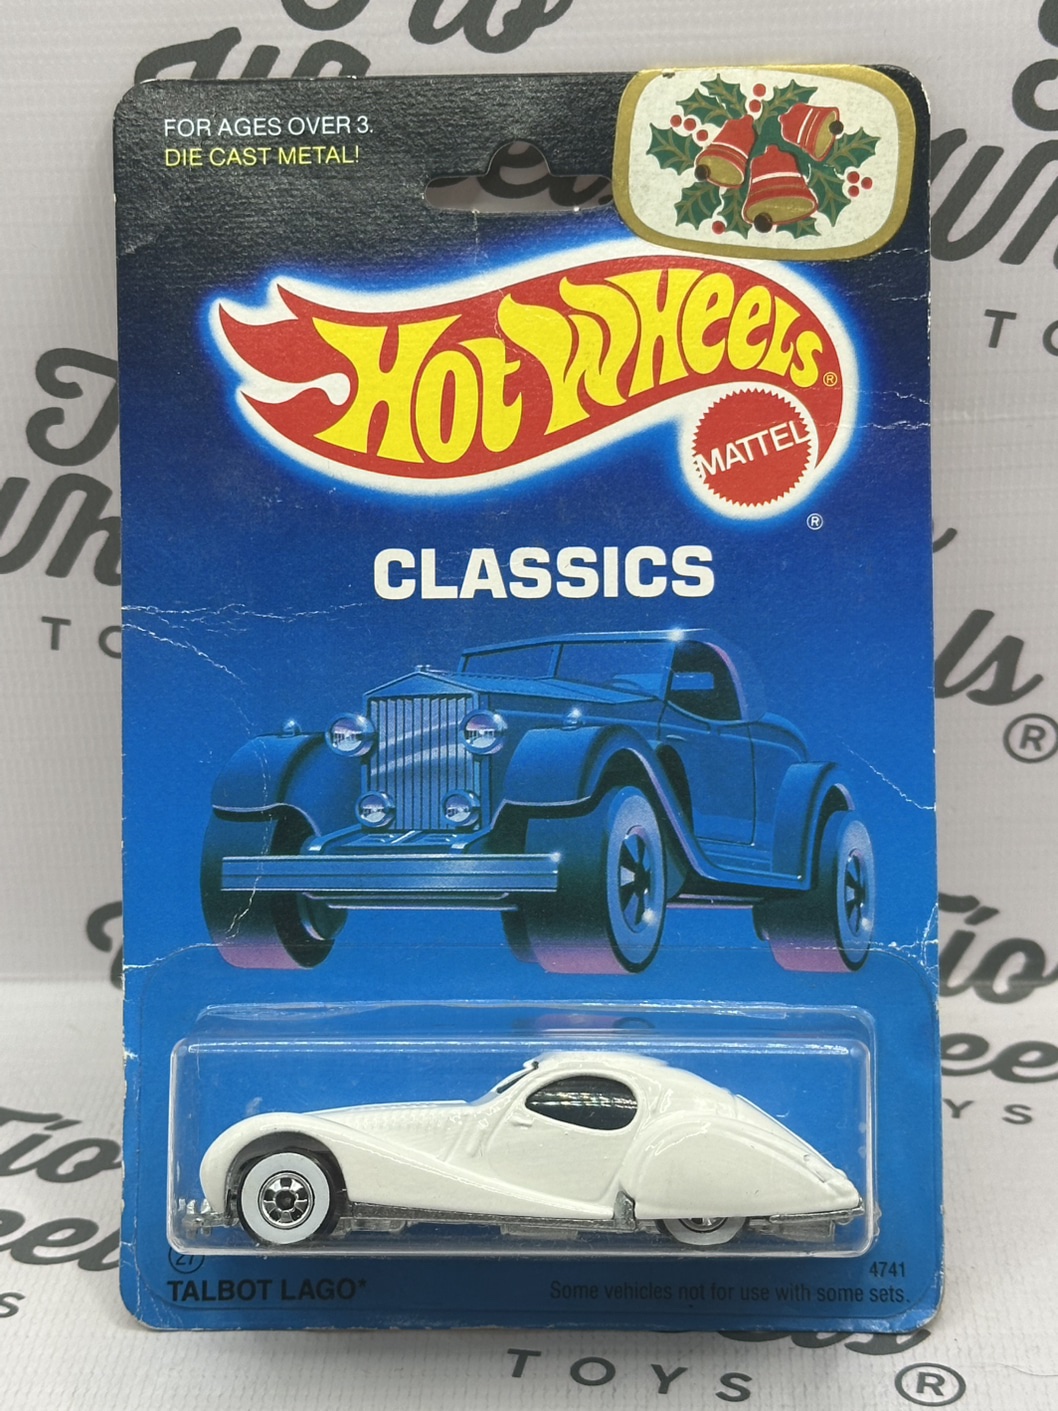 FOR AGES OVER 3.
DIE CAST METAL!
HOT WHEELS®
MATTEL
®
CLASSICS
27
TALBOT LAGO*
4741
Some vehicles not for use with some sets.
TOYS ®